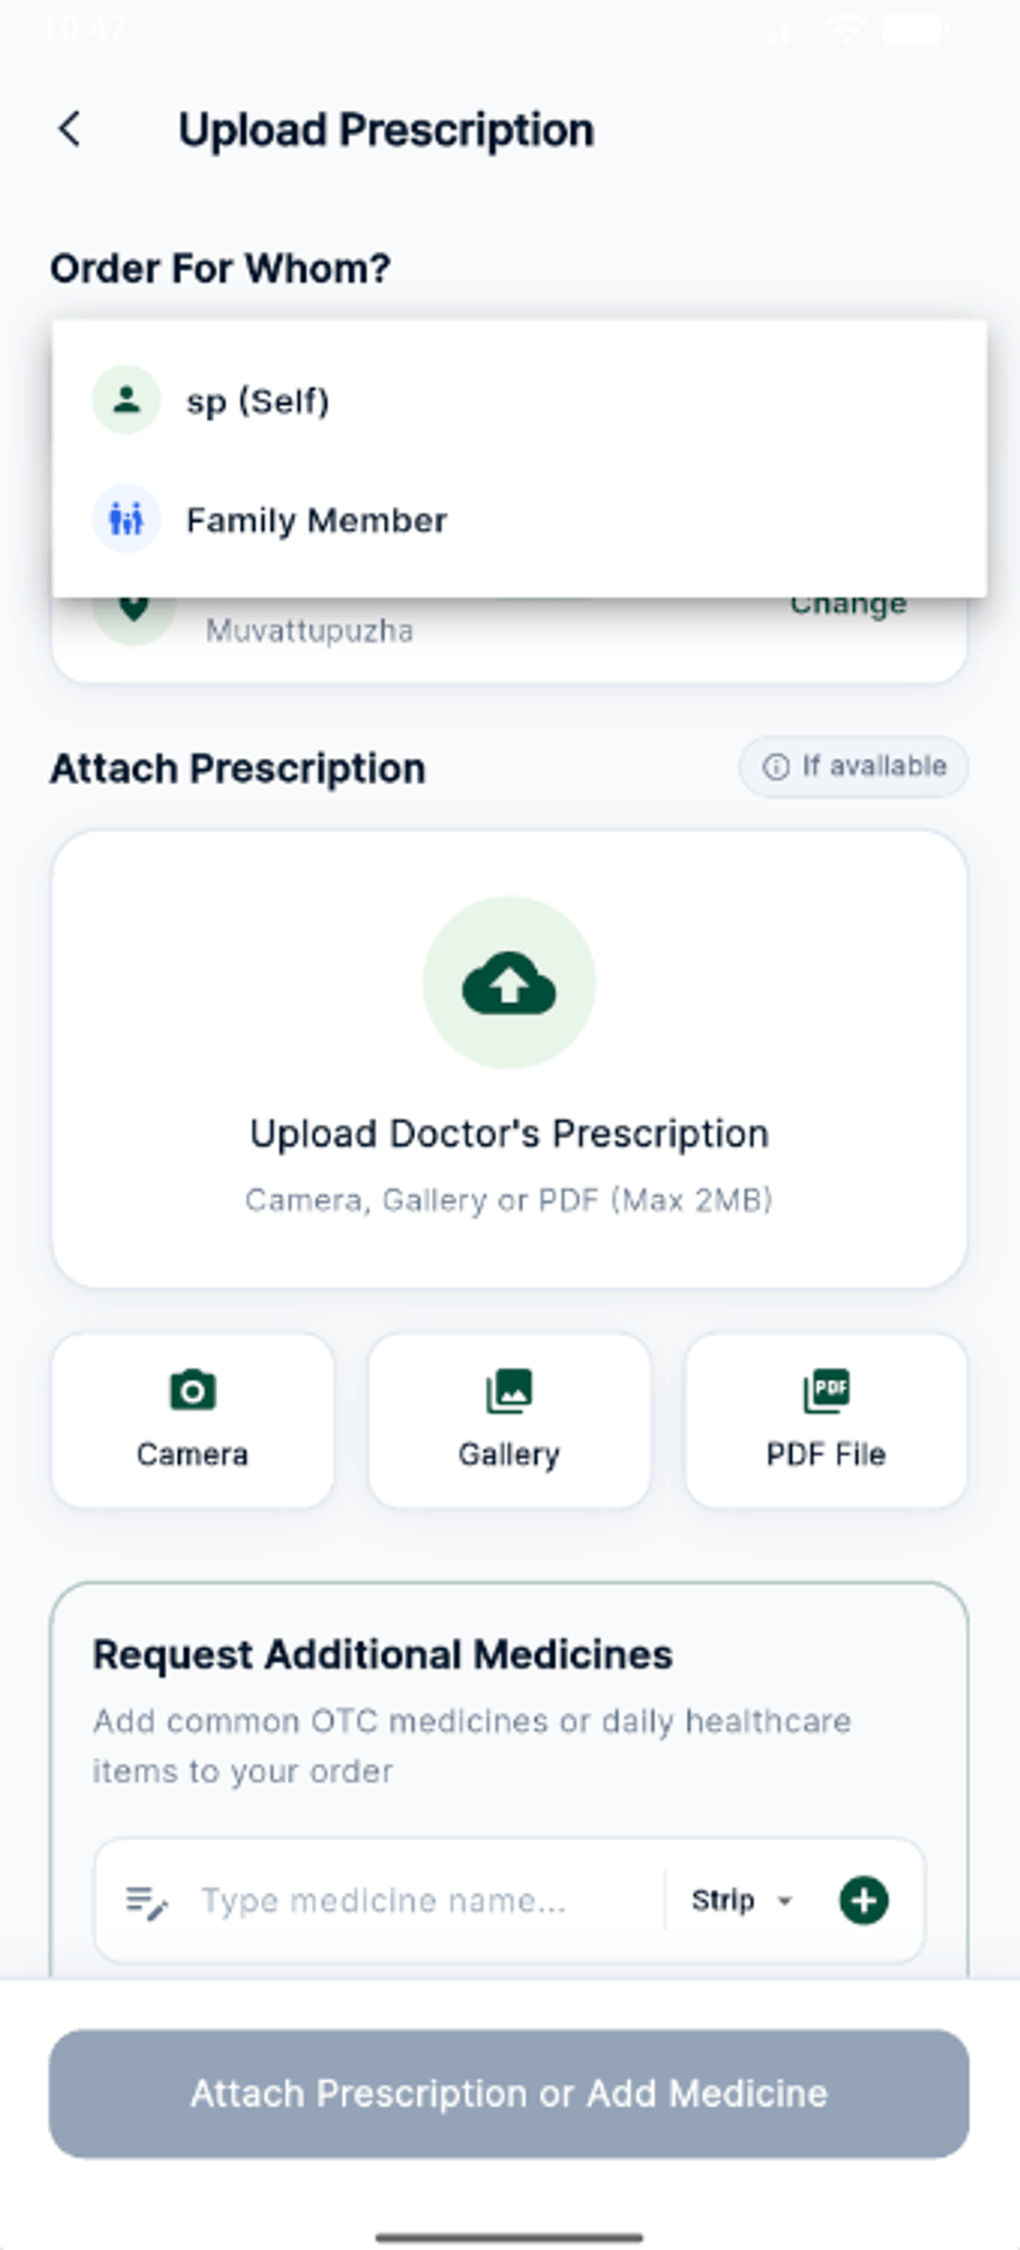 10:47
Upload Prescription
Order For Whom?
sp (Self)
Family Member
Change
Muvattupuzha
Attach Prescription
If available
Upload Doctor's Prescription
Camera, Gallery or PDF (Max 2MB)
Camera
Gallery
PDF
PDF File
Request Additional Medicines
Add common OTC medicines or daily healthcare
items to your order
Type medicine name...
Strip
Attach Prescription or Add Medicine